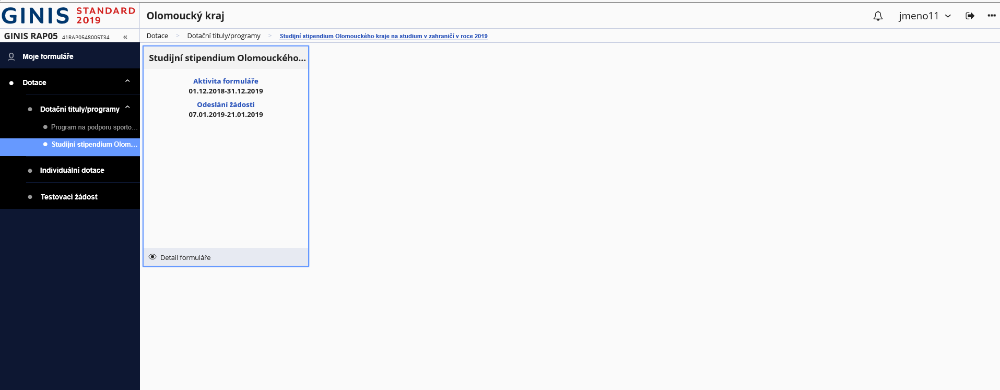 GINIS STANDARD 2019
Olomoucký kraj
jmeno11
GINIS RAP05 41RAP0548005T34 «
Dotace > Dotační tituly/programy > Studijní stipendium Olomouckého kraje na studium v zahraničí v roce 2019
Moje formuláře
Dotace
Dotační tituly/programy
Program na podporu sporto...
Studijní stipendium Olom...
Individuální dotace
Testovací žádost
Studijní stipendium Olomouckého...
Aktivita formuláře
01.12.2018-31.12.2019
Odeslání žádosti
07.01.2019-21.01.2019
Detail formuláře